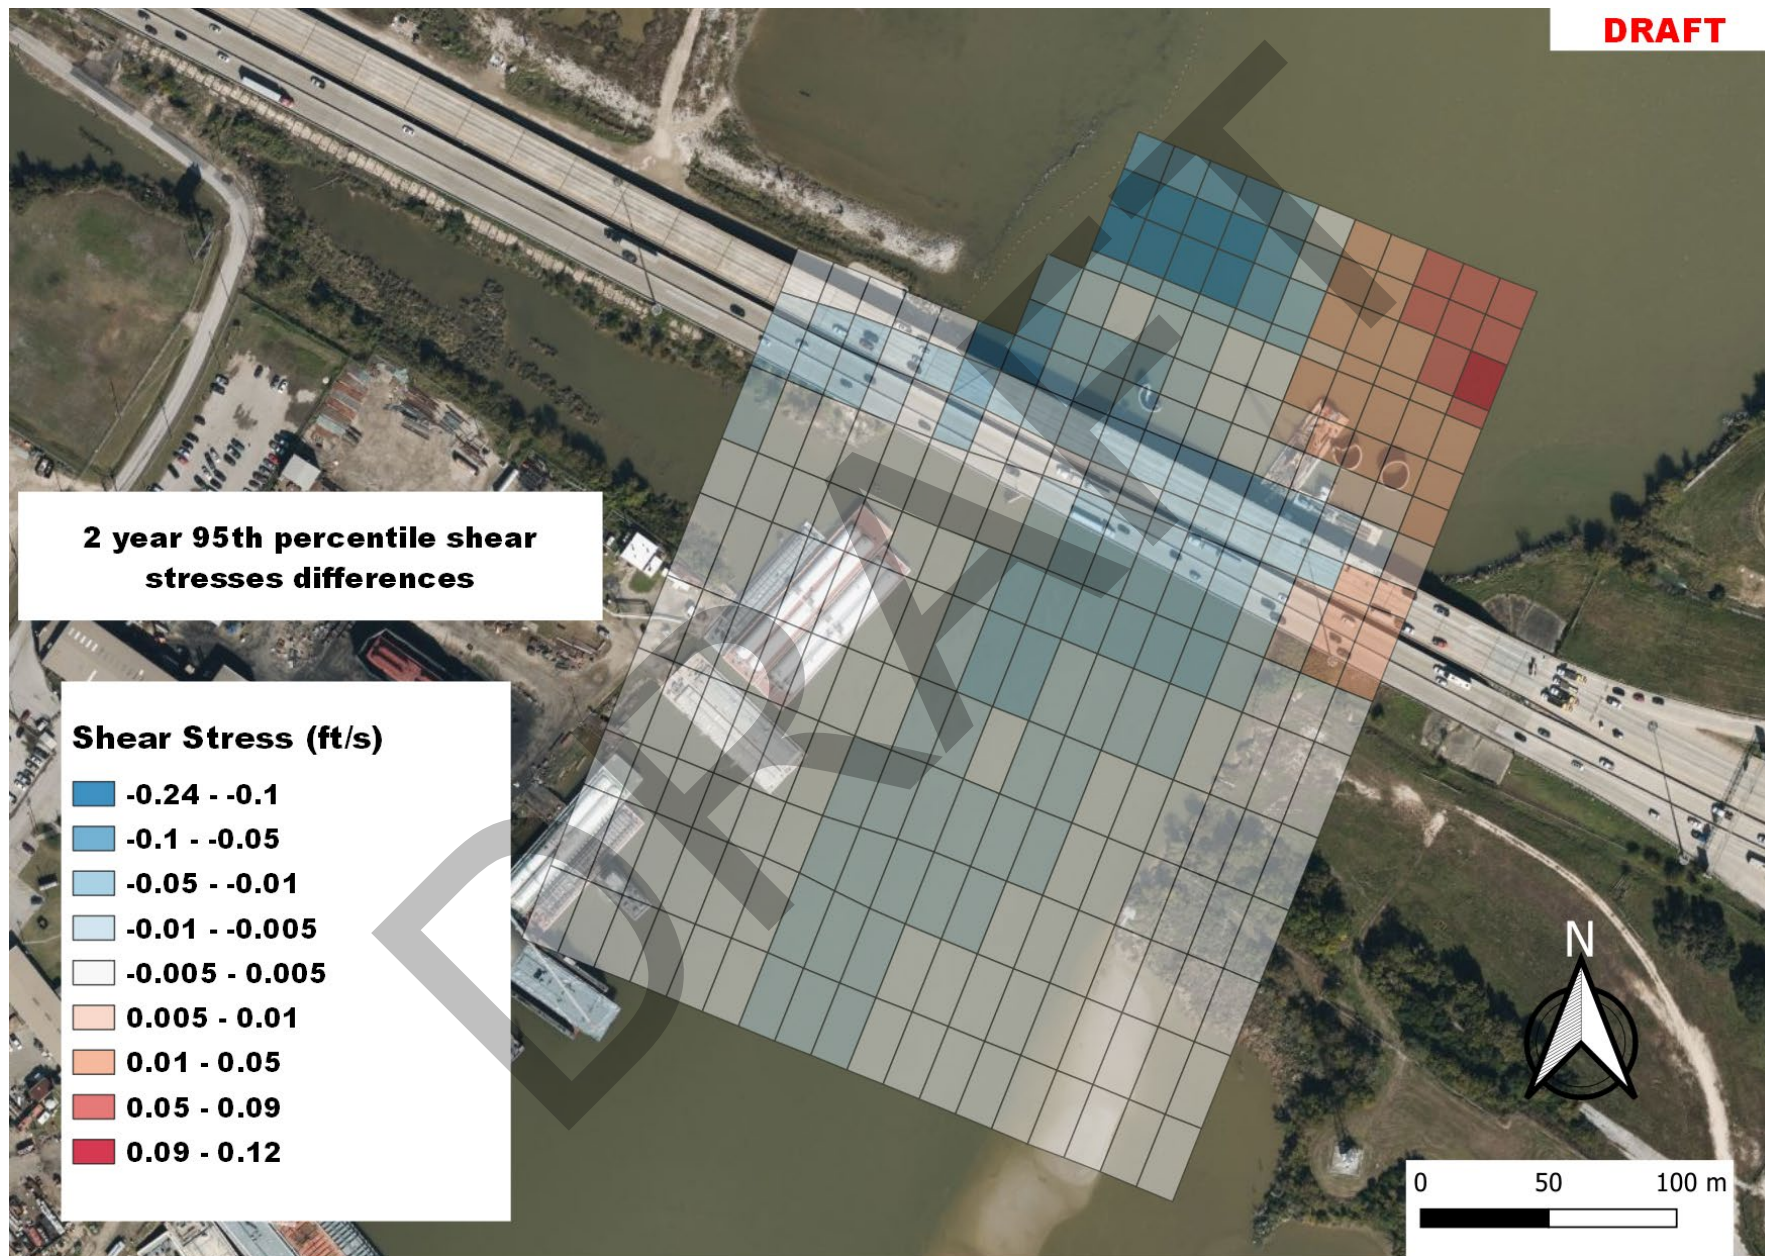 DRAFT
2 year 95th percentile shear
stresses differences
Shear Stress (ft/s)
-0.24 - -0.1
-0.1 - -0.05
-0.05 - -0.01
-0.01 - -0.005
-0.005 - 0.005
0.005 - 0.01
0.01 - 0.05
0.05 - 0.09
0.09 - 0.12
DRAFT
N
0 50 100 m